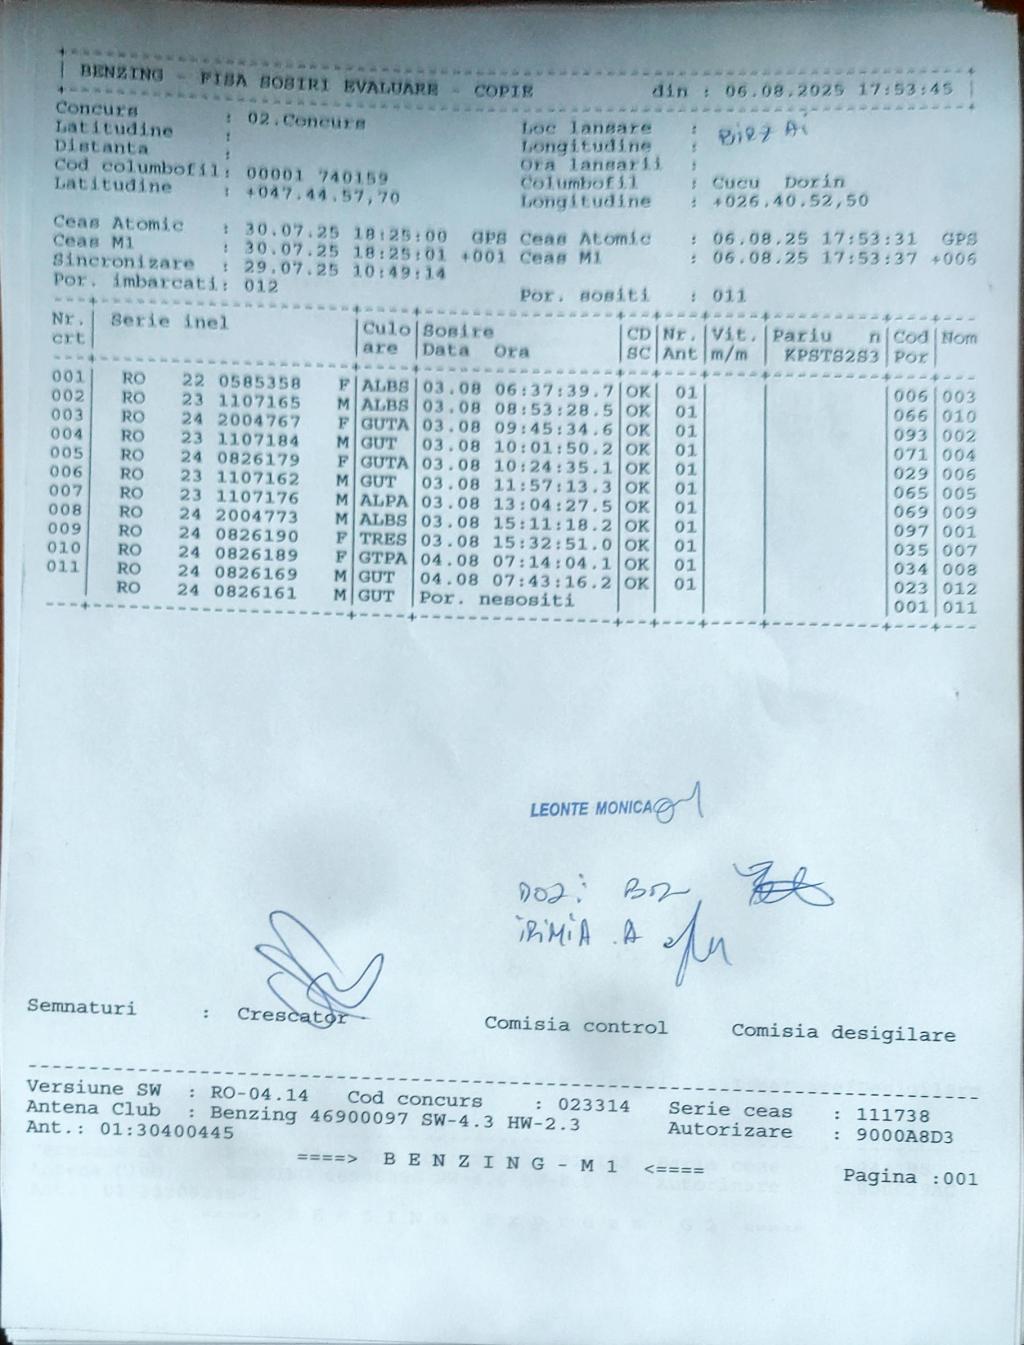 BENZING - FISA SOSIRI EVALUARE - COPIE din : 06.08.2025 17:53:45
Concurs : 02.Concurs Loc lansare :
Latitudine : Longitudine :
Distanta : Ora lansarii :
Cod columbofil: 00001 740159 Columbofil : Cucu Dorin
Latitudine : +047.44.57,70 Longitudine : +026.40.52,50
Ceas Atomic : 30.07.25 18:25:00 GPS Ceas Atomic : 06.08.25 17:53:31 GPS
Ceas M1 : 30.07.25 18:25:01 +001 Ceas M1 : 06.08.25 17:53:37 +006
Sincronizare : 29.07.25 10:49:14
Por. imbarcati: 012 Por. sositi : 011
Nr. Serie inel Culo Sosire CD Nr. Vit. Pariu n Cod Nom
crt are Data Ora SC Ant m/m KPSTS2S3 Por
001 RO 22 0585358 F ALBS 03.08 06:37:39.7 OK 01 006 003
002 RO 23 1107165 M ALBS 03.08 08:53:28.5 OK 01 066 010
003 RO 24 2004767 F GUTA 03.08 09:45:34.6 OK 01 093 002
004 RO 23 1107184 M GUT 03.08 10:01:50.2 OK 01 071 004
005 RO 24 0826179 F GUTA 03.08 10:24:35.1 OK 01 029 006
006 RO 23 1107162 M GUT 03.08 11:57:13.3 OK 01 065 005
007 RO 23 1107176 M ALPA 03.08 13:04:27.5 OK 01 069 009
008 RO 24 2004773 M ALBS 03.08 15:11:18.2 OK 01 097 001
009 RO 24 0826190 F TRES 03.08 15:32:51.0 OK 01 035 007
010 RO 24 0826189 F GTPA 04.08 07:14:04.1 OK 01 034 008
011 RO 24 0826169 M GUT 04.08 07:43:16.2 OK 01 023 012
RO 24 0826161 M GUT Por. nesositi 001 011
LEONTE MONICA
IRIMIA .A
Semnaturi : Crescator Comisia control Comisia desigilare
Versiune SW : RO-04.14 Cod concurs : 023314 Serie ceas : 111738
Antena Club : Benzing 46900097 SW-4.3 HW-2.3 Autorizare : 9000A8D3
Ant.: 01:30400445
====> B E N Z I N G - M 1 <====
Pagina :001